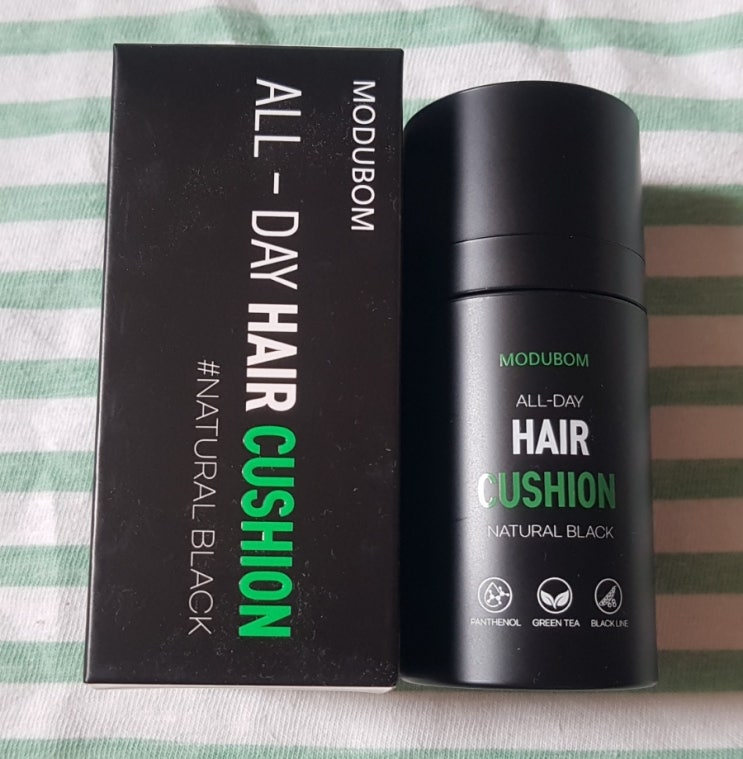 MODUBOM
ALL - DAY HAIR CUSHION
#NATURAL BLACK
MODUBOM
ALL-DAY
HAIR
CUSHION
NATURAL BLACK
PANTHENOL GREEN TEA BLACK LINE